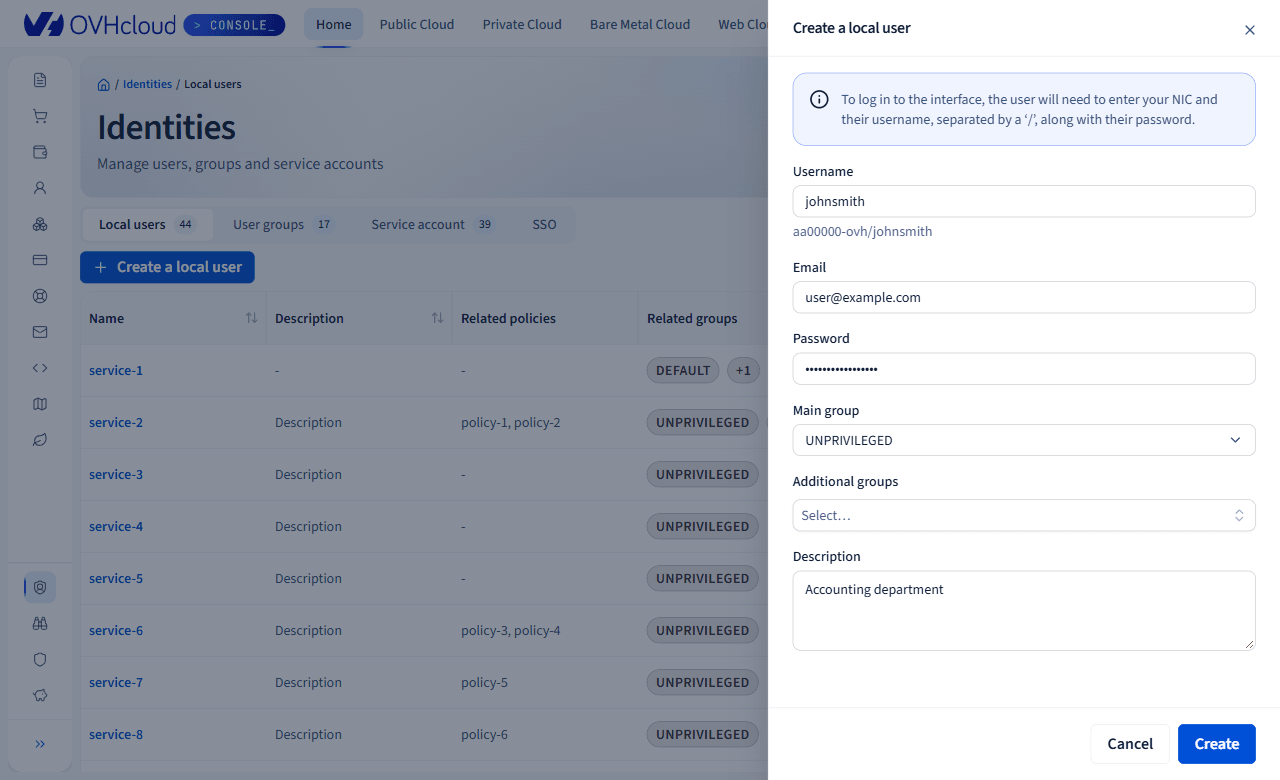 OVHcloud > CONSOLE_ Home Public Cloud Private Cloud Bare Metal Cloud
/ Identities / Local users
Identities
Manage users, groups and service accounts
Local users 44 User groups 17 Service account 39 SSO
+ Create a local user
Name Description Related policies Related groups
service-1 - - DEFAULT +1
service-2 Description policy-1, policy-2 UNPRIVILEGED
service-3 Description - UNPRIVILEGED
service-4 Description - UNPRIVILEGED
service-5 Description - UNPRIVILEGED
service-6 Description policy-3, policy-4 UNPRIVILEGED
service-7 Description policy-5 UNPRIVILEGED
service-8 Description policy-6 UNPRIVILEGED
Create a local user
To log in to the interface, the user will need to enter your NIC and
their username, separated by a ‘/’, along with their password.
Username
johnsmith
aa00000-ovh/johnsmith
Email
user@example.com
Password
•••••••••••••••••
Main group
UNPRIVILEGED
Additional groups
Select…
Description
Accounting department
Cancel Create